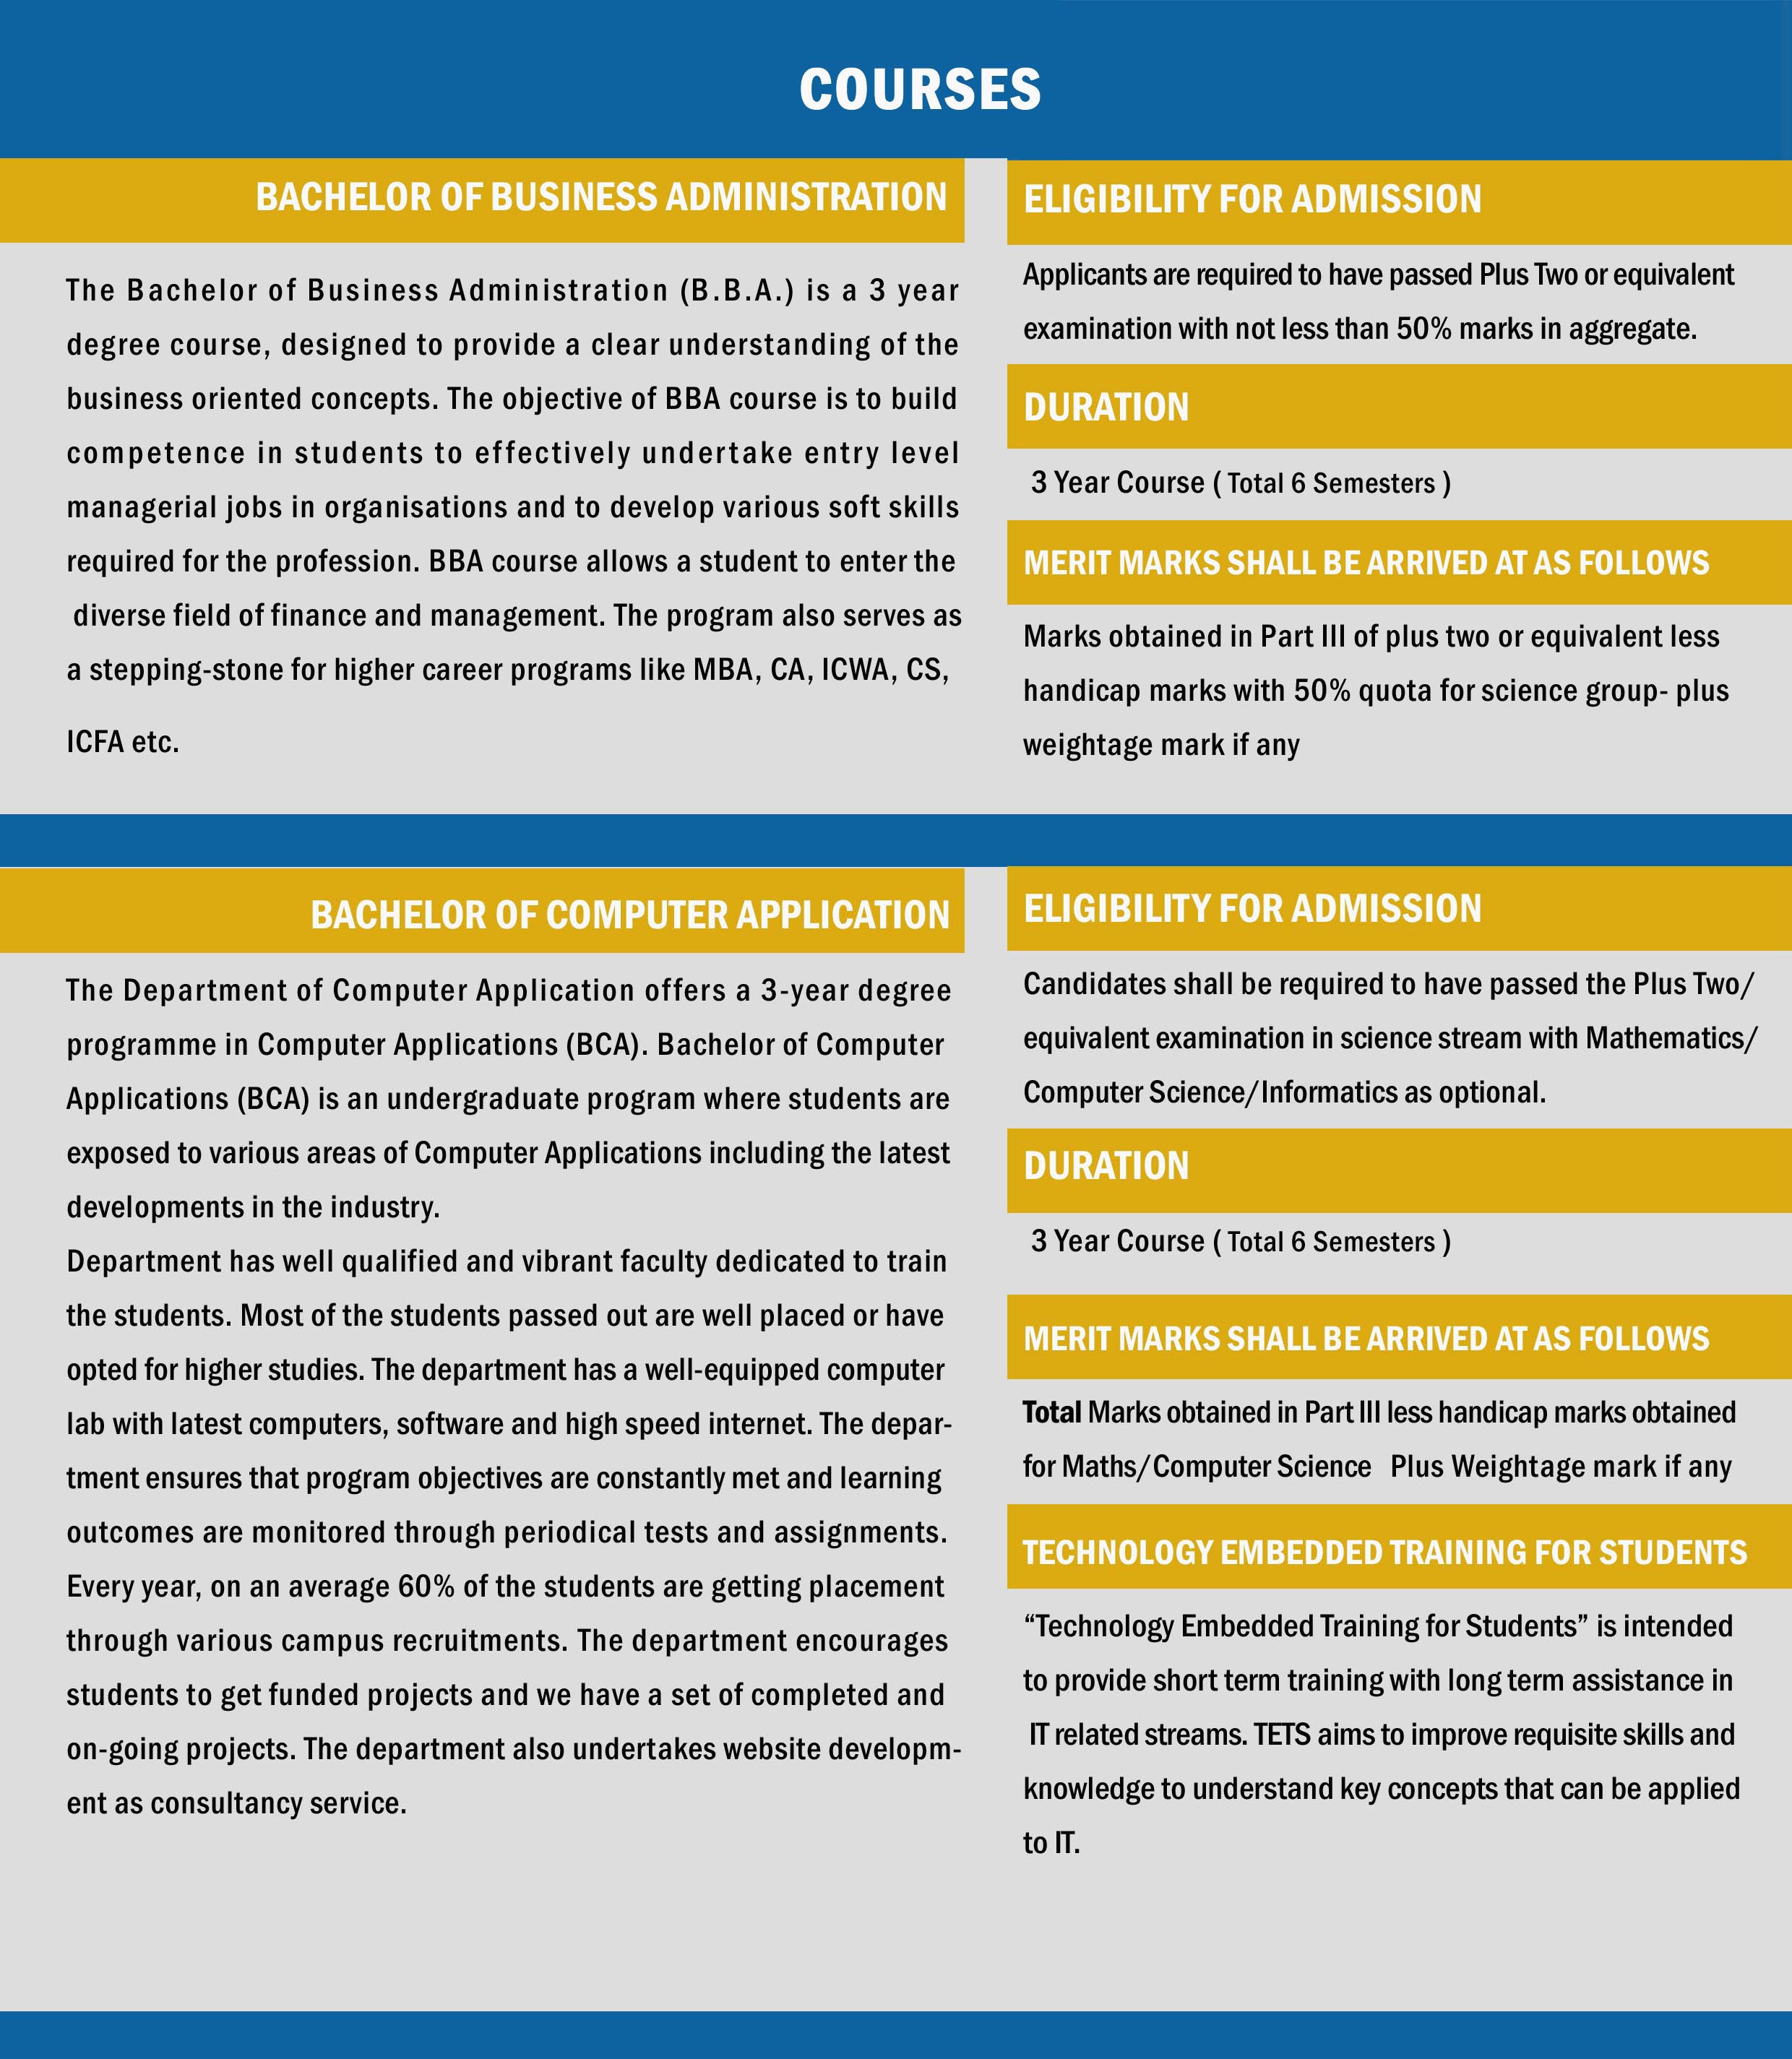 COURSES
BACHELOR OF BUSINESS ADMINISTRATION
The Bachelor of Business Administration (B.B.A.) is a 3 year
degree course, designed to provide a clear understanding of the
business oriented concepts. The objective of BBA course is to build
competence in students to effectively undertake entry level
managerial jobs in organisations and to develop various soft skills
required for the profession. BBA course allows a student to enter the
diverse field of finance and management. The program also serves as
a stepping-stone for higher career programs like MBA, CA, ICWA, CS,
ICFA etc.
ELIGIBILITY FOR ADMISSION
Applicants are required to have passed Plus Two or equivalent
examination with not less than 50% marks in aggregate.
DURATION
3 Year Course ( Total 6 Semesters )
MERIT MARKS SHALL BE ARRIVED AT AS FOLLOWS
Marks obtained in Part III of plus two or equivalent less
handicap marks with 50% quota for science group- plus
weightage mark if any
BACHELOR OF COMPUTER APPLICATION
The Department of Computer Application offers a 3-year degree
programme in Computer Applications (BCA). Bachelor of Computer
Applications (BCA) is an undergraduate program where students are
exposed to various areas of Computer Applications including the latest
developments in the industry.
Department has well qualified and vibrant faculty dedicated to train
the students. Most of the students passed out are well placed or have
opted for higher studies. The department has a well-equipped computer
lab with latest computers, software and high speed internet. The depar-
tment ensures that program objectives are constantly met and learning
outcomes are monitored through periodical tests and assignments.
Every year, on an average 60% of the students are getting placement
through various campus recruitments. The department encourages
students to get funded projects and we have a set of completed and
on-going projects. The department also undertakes website developm-
ent as consultancy service.
ELIGIBILITY FOR ADMISSION
Candidates shall be required to have passed the Plus Two/
equivalent examination in science stream with Mathematics/
Computer Science/Informatics as optional.
DURATION
3 Year Course ( Total 6 Semesters )
MERIT MARKS SHALL BE ARRIVED AT AS FOLLOWS
Total Marks obtained in Part III less handicap marks obtained
for Maths/Computer Science Plus Weightage mark if any
TECHNOLOGY EMBEDDED TRAINING FOR STUDENTS
“Technology Embedded Training for Students” is intended
to provide short term training with long term assistance in
IT related streams. TETS aims to improve requisite skills and
knowledge to understand key concepts that can be applied
to IT.